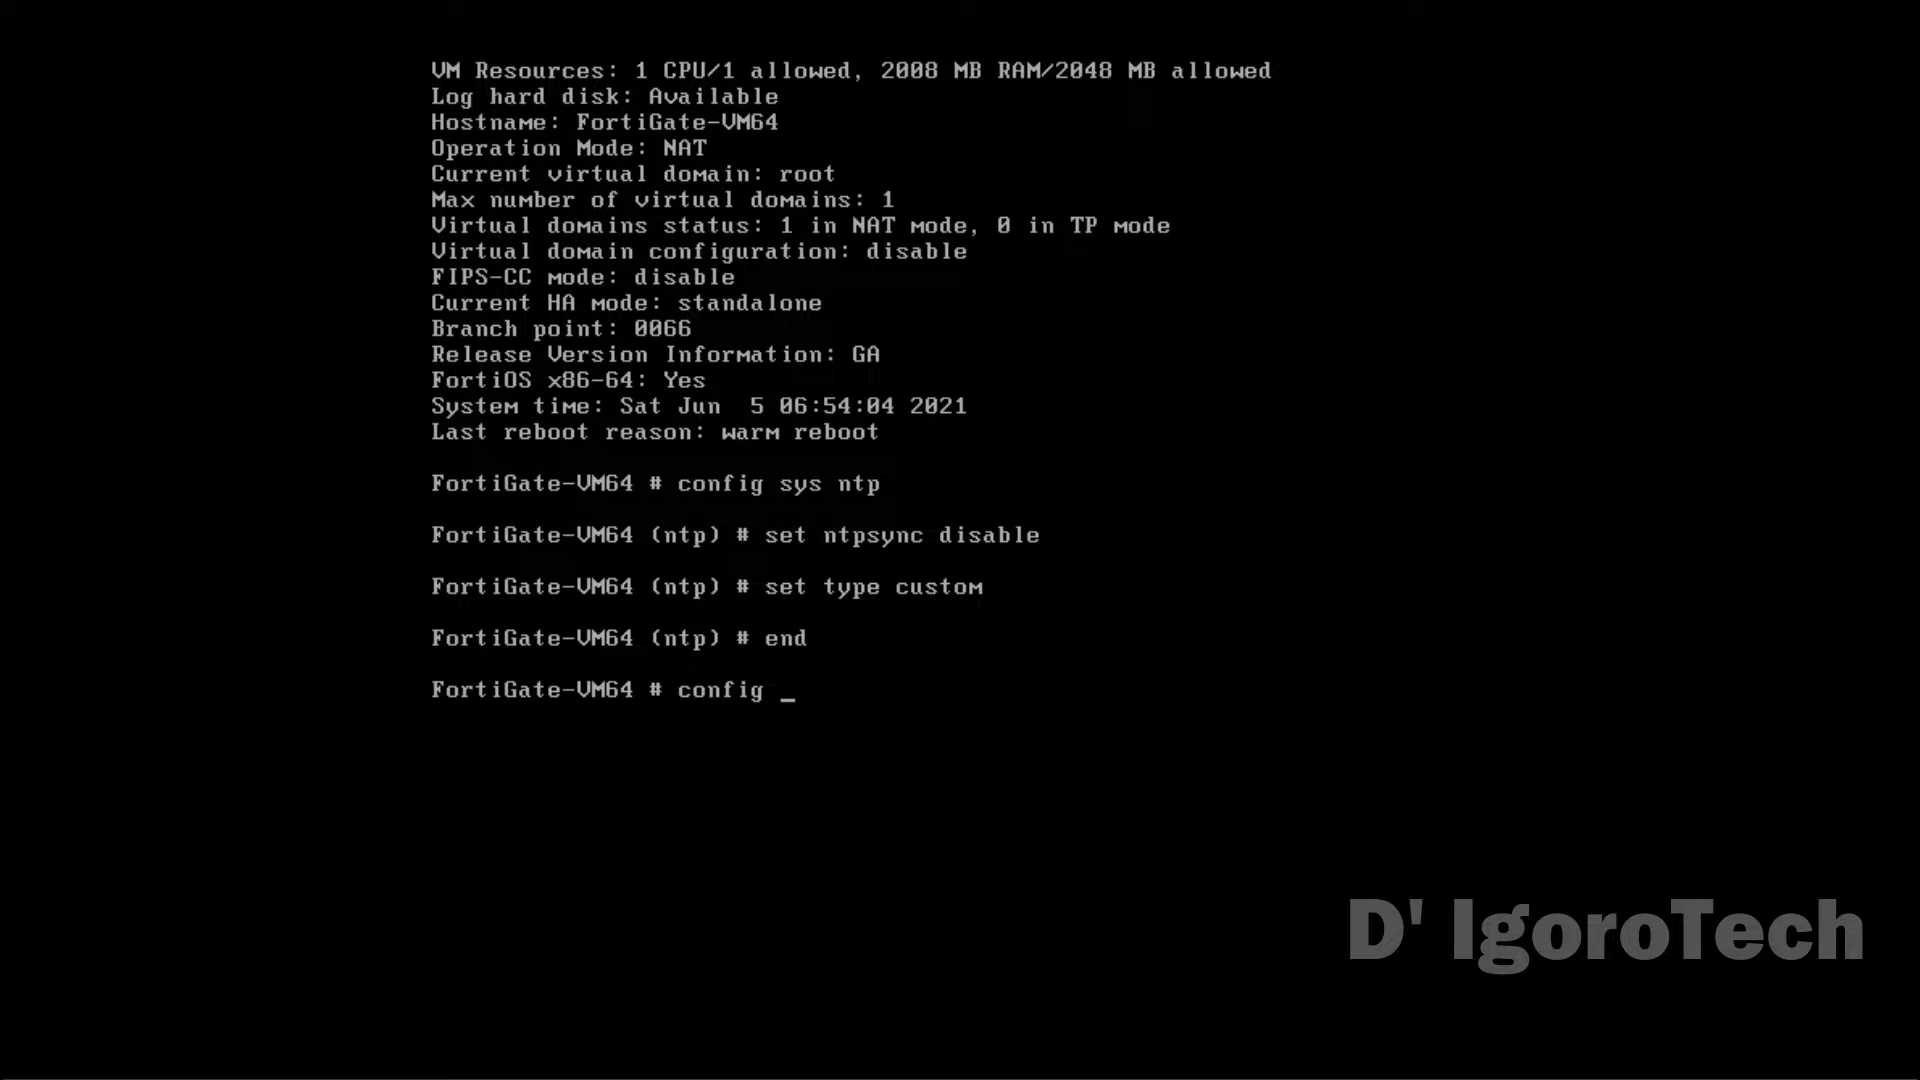 VM Resources: 1 CPU/1 allowed, 2008 MB RAM/2048 MB allowed
Log hard disk: Available
Hostname: FortiGate-VM64
Operation Mode: NAT
Current virtual domain: root
Max number of virtual domains: 1
Virtual domains status: 1 in NAT mode, 0 in TP mode
Virtual domain configuration: disable
FIPS-CC mode: disable
Current HA mode: standalone
Branch point: 0066
Release Version Information: GA
FortiOS x86-64: Yes
System time: Sat Jun  5 06:54:04 2021
Last reboot reason: warm reboot
FortiGate-VM64 # config sys ntp
FortiGate-VM64 (ntp) # set ntpsync disable
FortiGate-VM64 (ntp) # set type custom
FortiGate-VM64 (ntp) # end
FortiGate-VM64 # config _
D' IgoroTech